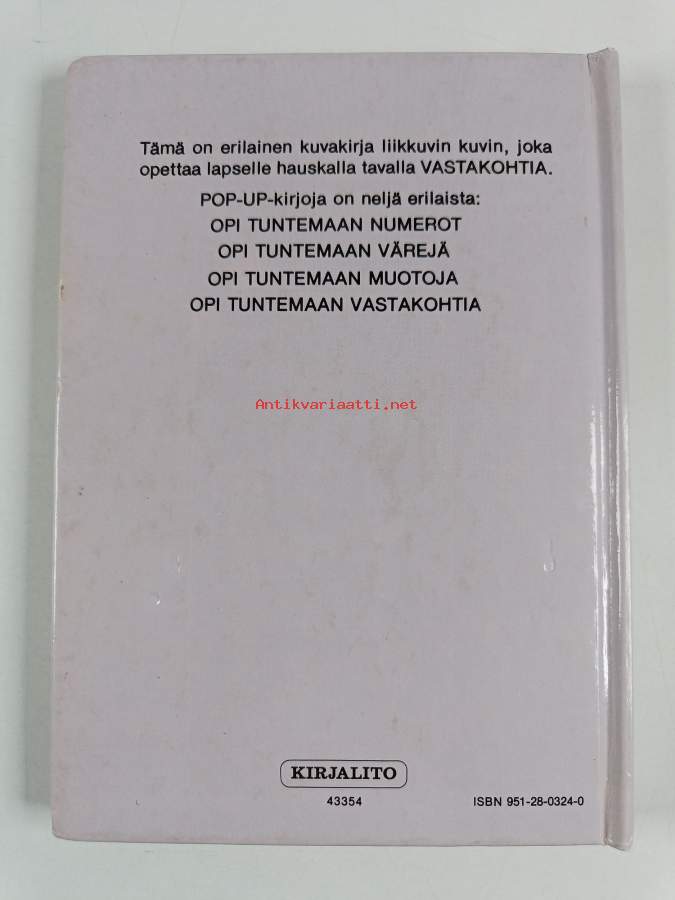 Tämä on erilainen kuvakirja liikkuvin kuvin, joka
opettaa lapselle hauskalla tavalla VASTAKOHTIA.
POP-UP-kirjoja on neljä erilaista:
OPI TUNTEMAAN NUMEROT
OPI TUNTEMAAN VÄREJÄ
OPI TUNTEMAAN MUOTOJA
OPI TUNTEMAAN VASTAKOHTIA
Antikvariaatti.net
KIRJALITO
43354
ISBN 951-28-0324-0